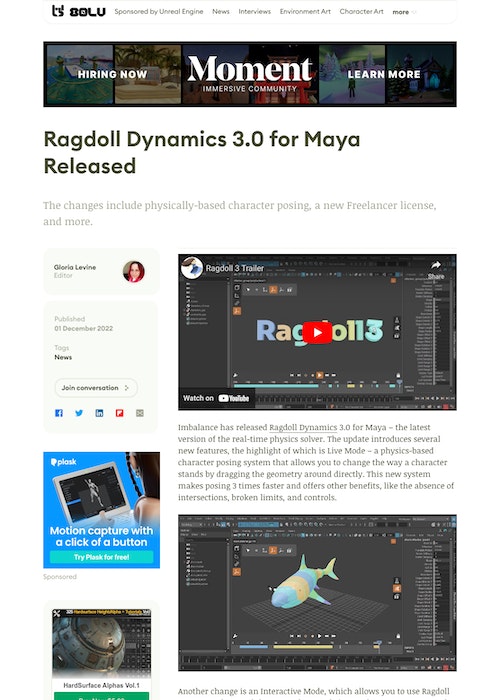 80LV
Sponsored by Unreal Engine News Interviews Environment Art Character Art more
HIRING NOW Moment LEARN MORE
IMMERSIVE COMMUNITY
Ragdoll Dynamics 3.0 for Maya
Released
The changes include physically-based character posing, a new Freelancer license,
and more.
Gloria Levine
Editor
Published
01 December 2022
Tags
News
Join conversation
plask
Motion capture with
a click of a button
Try Plask for free!
Sponsored
HardSurface Alphas Vol.1
Ragdoll 3 Trailer
Share
Ragdoll3
Watch on YouTube
Imbalance has released Ragdoll Dynamics 3.0 for Maya – the latest
version of the real-time physics solver. The update introduces several
new features, the highlight of which is Live Mode – a physics-based
character posing system that allows you to change the way a character
stands by dragging the geometry around directly. This new system
makes posing 3 times faster and offers other benefits, like the absence of
intersections, broken limits, and controls.
Another change is an Interactive Mode, which allows you to use Ragdoll